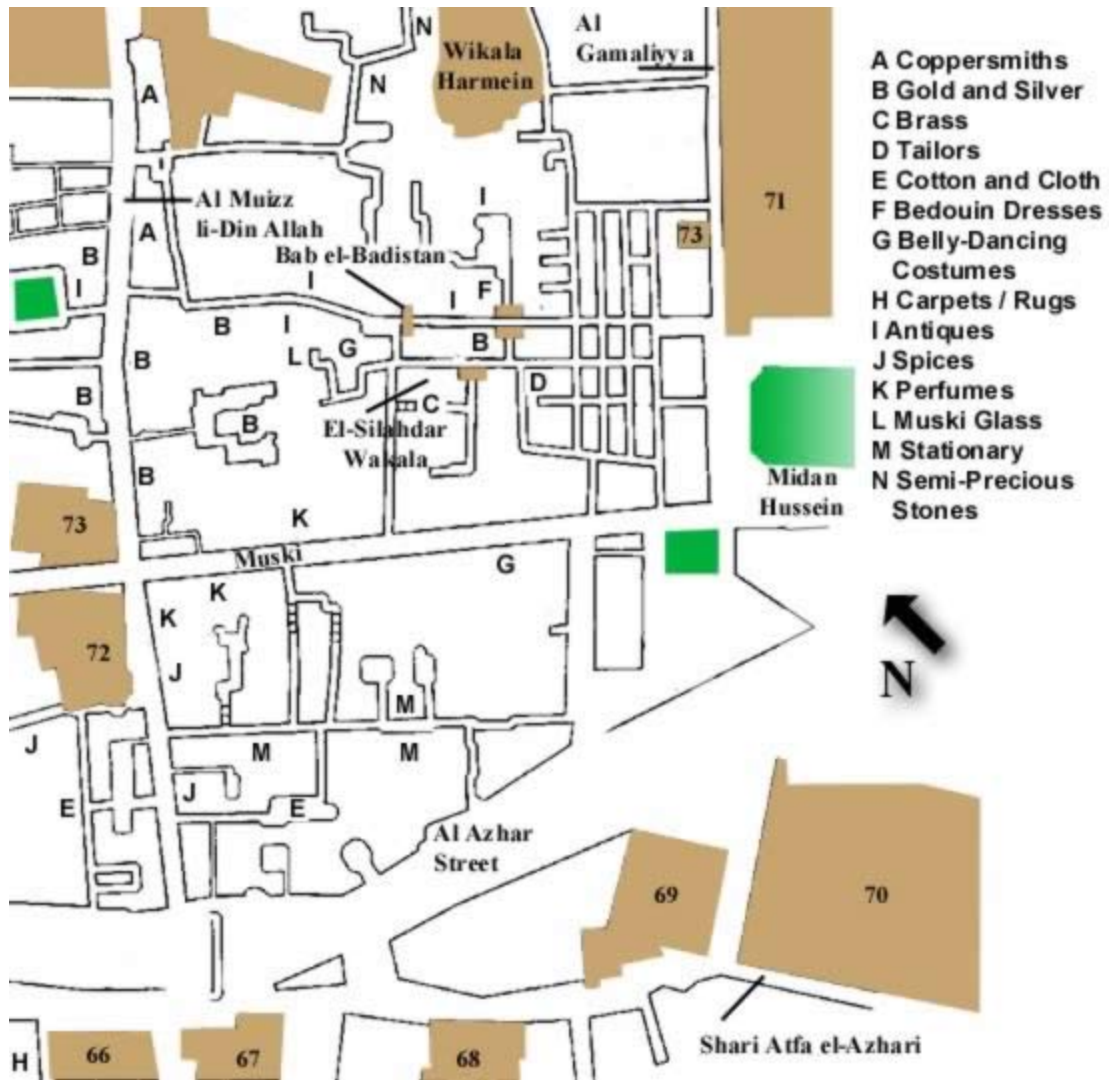 N
Wikala
Harmein
Al
Gamaliyya
A
N
A Coppersmiths
B Gold and Silver
C Brass
D Tailors
E Cotton and Cloth
F Bedouin Dresses
G Belly-Dancing
Costumes
H Carpets / Rugs
I Antiques
J Spices
K Perfumes
L Muski Glass
M Stationary
N Semi-Precious
Stones
71
73
Al Muizz
li-Din Allah
A
I
B
Bab el-Badistan
I
I
F
I
B
I
B
B
L
G
B
D
B
C
El-Silahdar
Wakala
B
B
Midan
Hussein
73
K
Muski
G
K
K
72
J
M
N
J
M
M
J
E
E
Al Azhar
Street
69
70
Shari Atfa el-Azhari
H
66
67
68